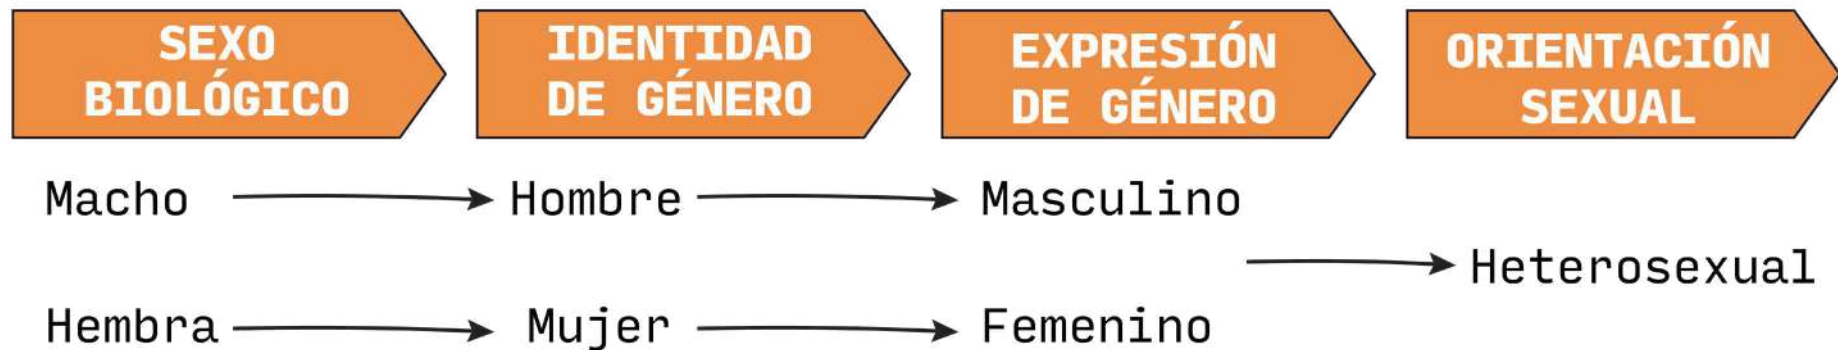 SEXO
BIOLÓGICO
IDENTIDAD
DE GÉNERO
EXPRESIÓN
DE GÉNERO
ORIENTACIÓN
SEXUAL
Macho Hombre Masculino
Heterosexual
Hembra Mujer Femenino